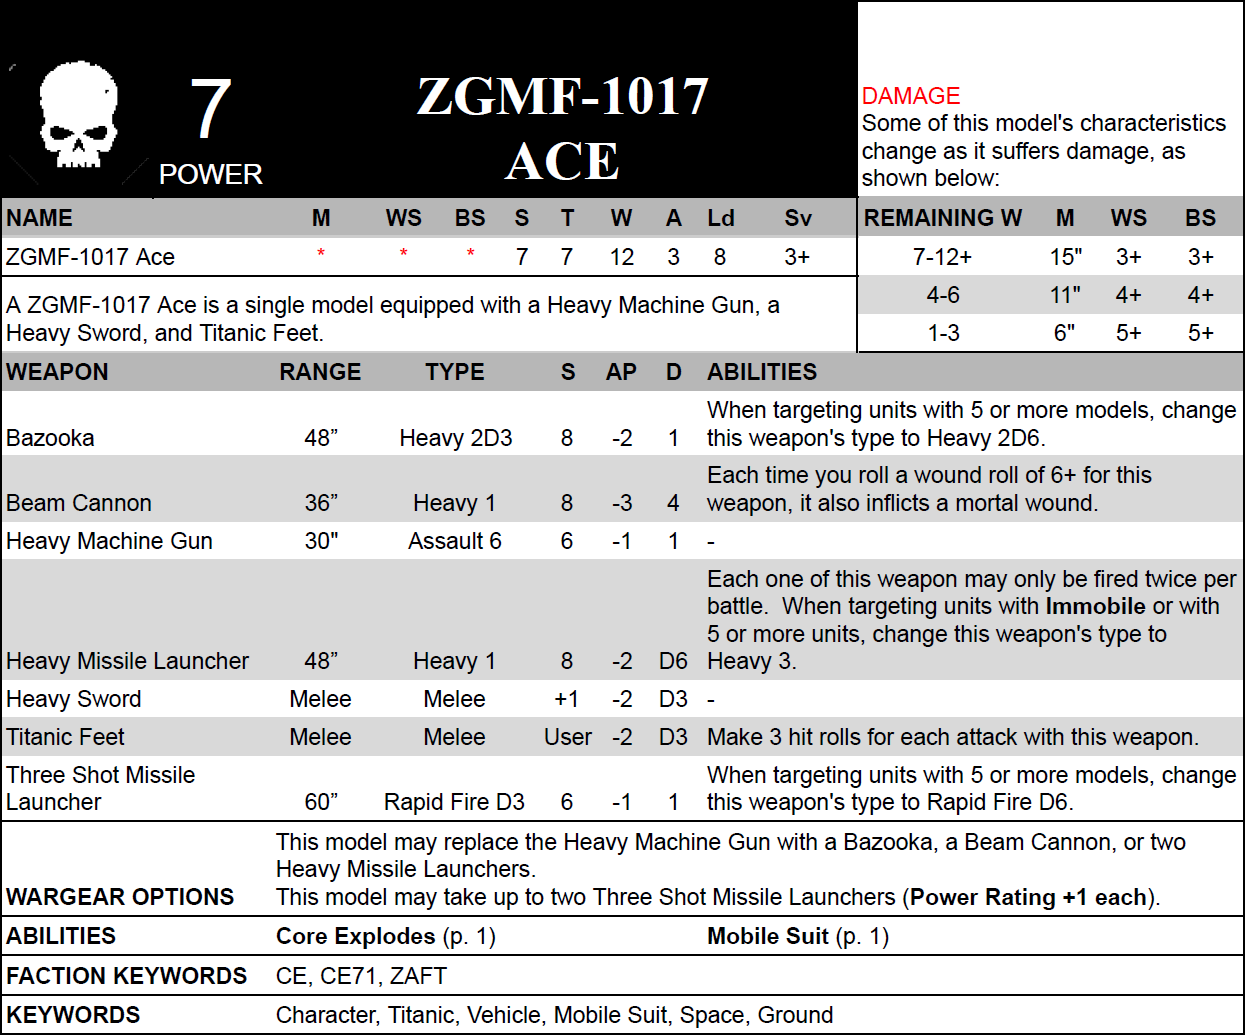 7
POWER
ZGMF-1017
ACE
DAMAGE
Some of this model's characteristics
change as it suffers damage, as
shown below:
NAME M WS BS S T W A Ld Sv
ZGMF-1017 Ace * * * 7 7 12 3 8 3+
REMAINING W M WS BS
7-12+ 15" 3+ 3+
4-6 11" 4+ 4+
1-3 6" 5+ 5+
A ZGMF-1017 Ace is a single model equipped with a Heavy Machine Gun, a
Heavy Sword, and Titanic Feet.
WEAPON RANGE TYPE S AP D ABILITIES
When targeting units with 5 or more models, change
Bazooka 48” Heavy 2D3 8 -2 1 this weapon's type to Heavy 2D6.
Each time you roll a wound roll of 6+ for this
Beam Cannon 36” Heavy 1 8 -3 4 weapon, it also inflicts a mortal wound.
Heavy Machine Gun 30" Assault 6 6 -1 1 -
Each one of this weapon may only be fired twice per
battle.  When targeting units with Immobile or with
5 or more units, change this weapon's type to
Heavy Missile Launcher 48” Heavy 1 8 -2 D6 Heavy 3.
Heavy Sword Melee Melee +1 -2 D3 -
Titanic Feet Melee Melee User -2 D3 Make 3 hit rolls for each attack with this weapon.
Three Shot Missile When targeting units with 5 or more models, change
Launcher 60” Rapid Fire D3 6 -1 1 this weapon's type to Rapid Fire D6.
This model may replace the Heavy Machine Gun with a Bazooka, a Beam Cannon, or two
Heavy Missile Launchers.
WARGEAR OPTIONS This model may take up to two Three Shot Missile Launchers (Power Rating +1 each).
ABILITIES Core Explodes (p. 1) Mobile Suit (p. 1)
FACTION KEYWORDS CE, CE71, ZAFT
KEYWORDS Character, Titanic, Vehicle, Mobile Suit, Space, Ground